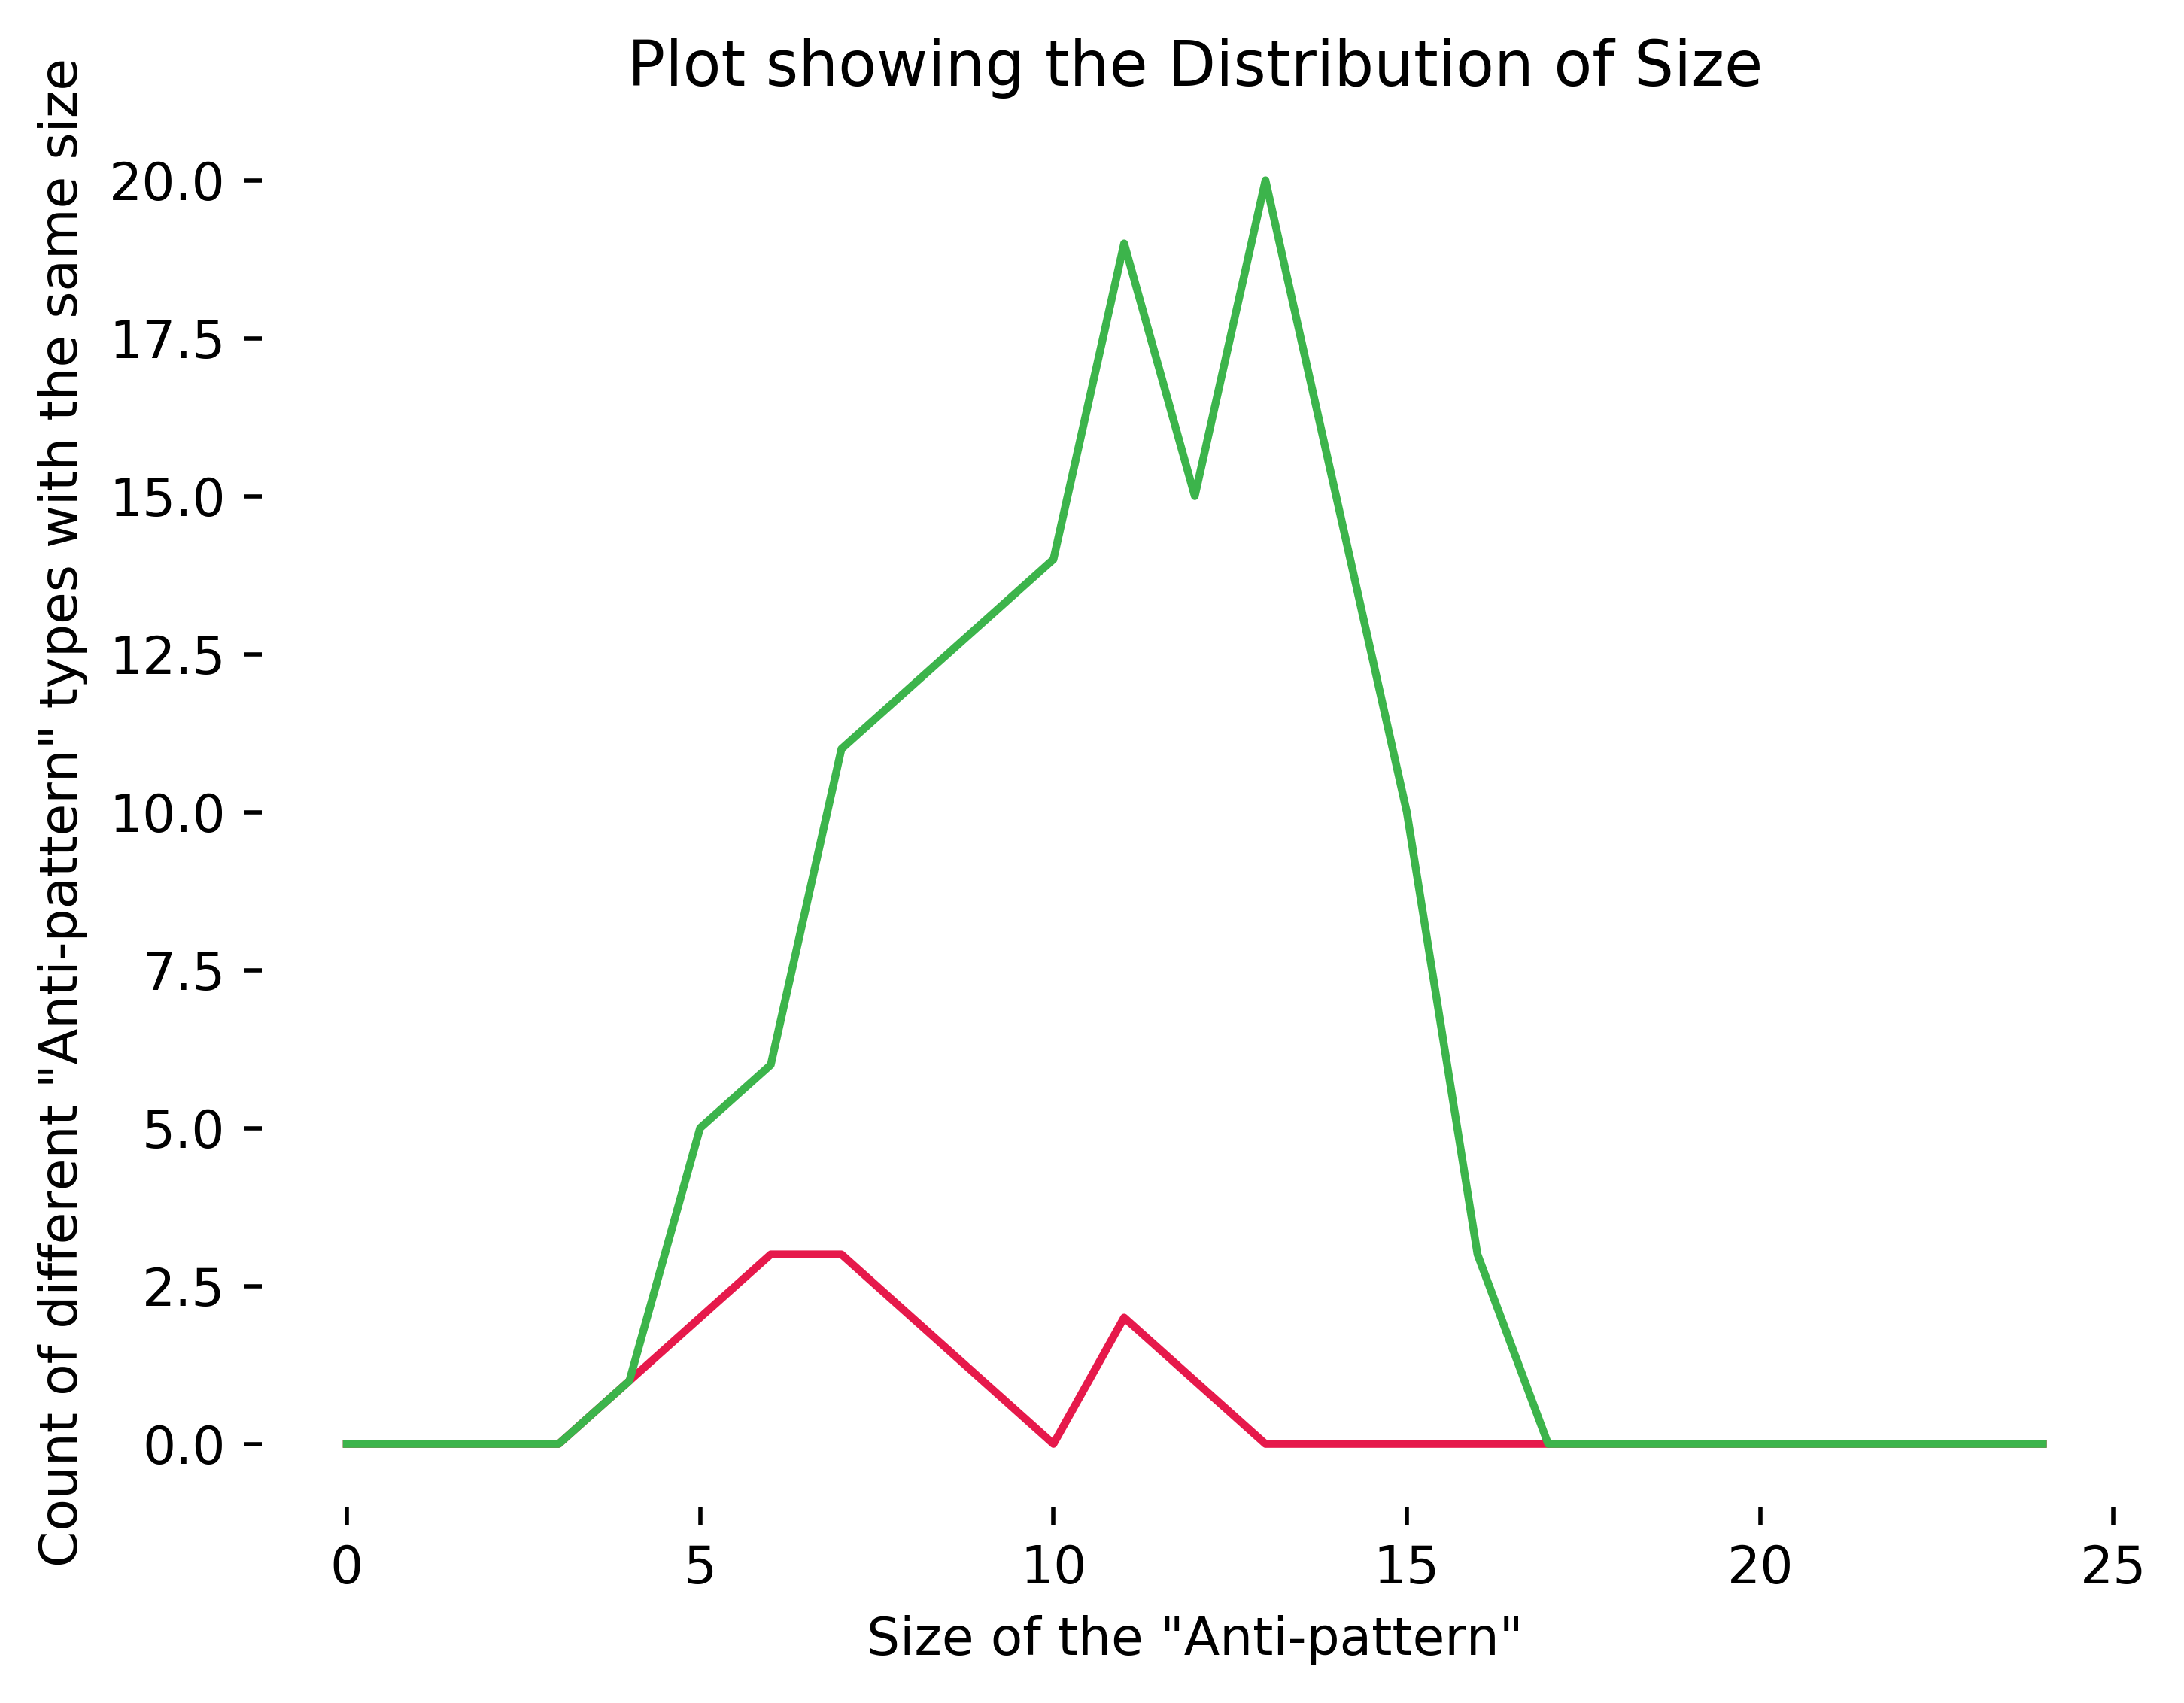 Plot showing the Distribution of Size
Count of different "Anti-pattern" types with the same size
20.0
17.5
15.0
12.5
10.0
7.5
5.0
2.5
0.0
0 5 10 15 20 25
Size of the "Anti-pattern"